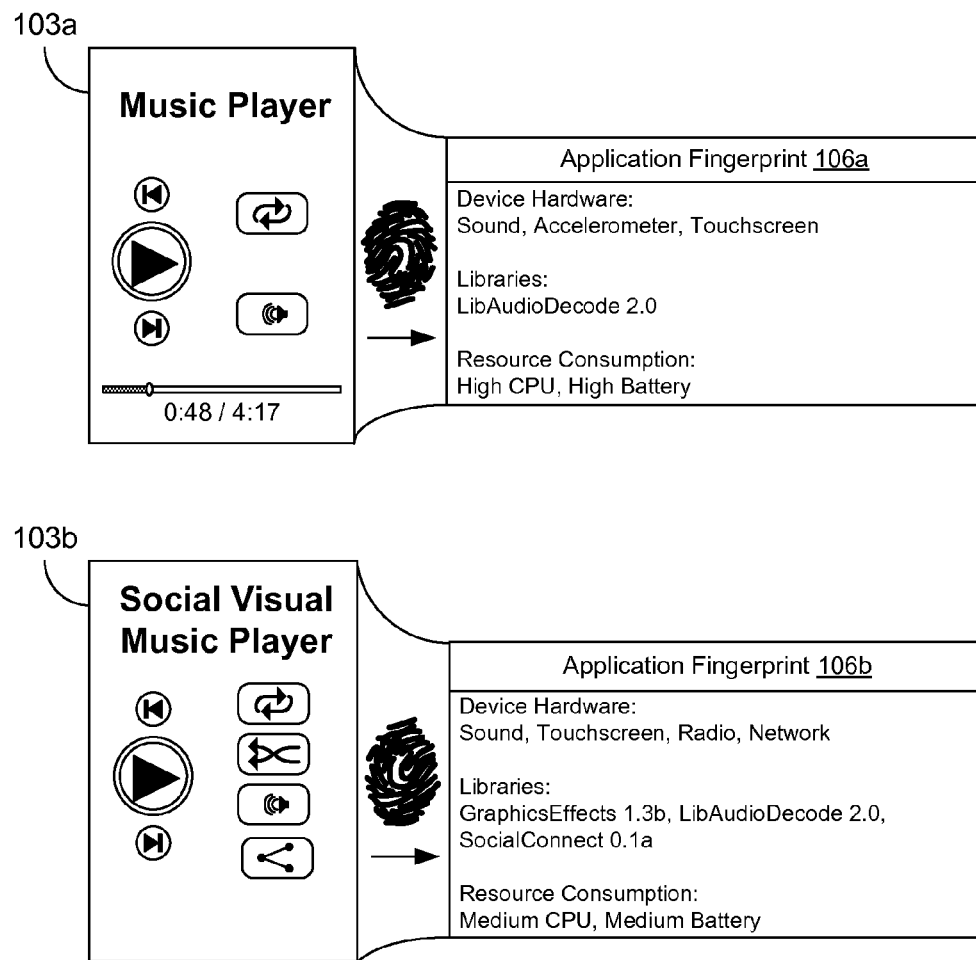 103a
Music Player
0:48 / 4:17
Application Fingerprint 106a
Device Hardware:
Sound, Accelerometer, Touchscreen
Libraries:
LibAudioDecode 2.0
Resource Consumption:
High CPU, High Battery
103b
Social Visual
Music Player
Application Fingerprint 106b
Device Hardware:
Sound, Touchscreen, Radio, Network
Libraries:
GraphicsEffects 1.3b, LibAudioDecode 2.0,
SocialConnect 0.1a
Resource Consumption:
Medium CPU, Medium Battery